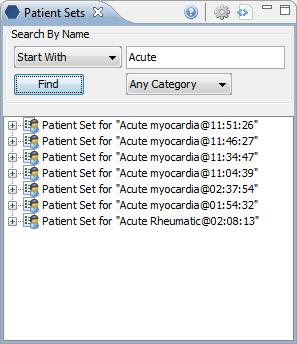 Patient Sets
Search By Name
Start With
Acute
Find
Any Category
Patient Set for "Acute myocardia@11:51:26"
Patient Set for "Acute myocardia@11:46:27"
Patient Set for "Acute myocardia@11:34:47"
Patient Set for "Acute myocardia@11:04:39"
Patient Set for "Acute myocardia@02:37:54"
Patient Set for "Acute myocardia@01:54:32"
Patient Set for "Acute Rheumatic@02:08:13"